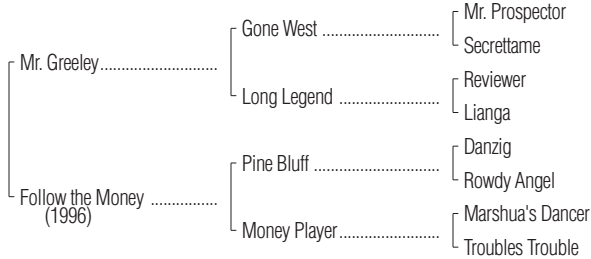 Mr. Prospector
Gone West ..............................
Secrettame
Mr. Greeley..............................
Reviewer
Long Legend ..........................
Lianga
Danzig
Pine Bluff ................................
Rowdy Angel
Follow the Money .................
(1996)
Marshua's Dancer
Money Player..........................
Troubles Trouble